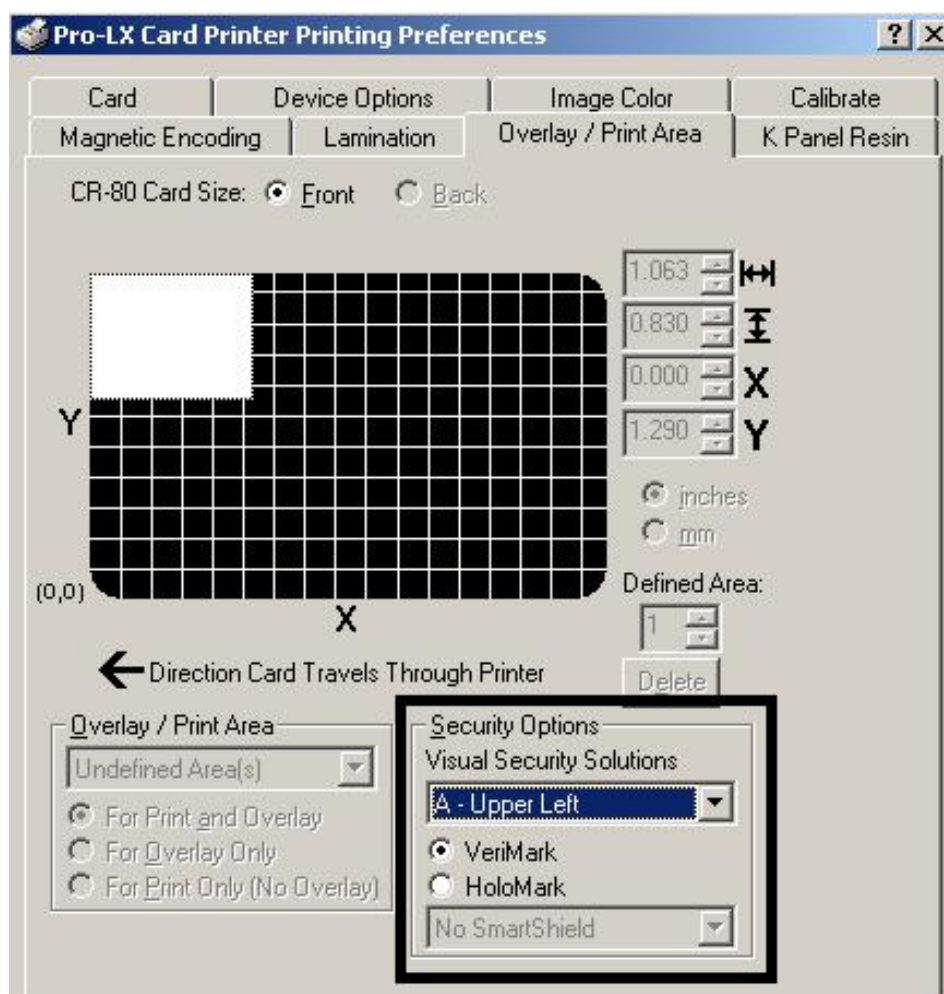 Pro-LX Card Printer Printing Preferences
Card Device Options Image Color Calibrate
Magnetic Encoding Lamination Overlay / Print Area K Panel Resin
CR-80 Card Size: Front Back
1.063
0.830
0.000 X
Y 1.290 Y
inches
mm
(0,0) Defined Area:
X 1
Direction Card Travels Through Printer Delete
Overlay / Print Area
Undefined Area(s)
For Print and Overlay
For Overlay Only
For Print Only (No Overlay)
Security Options
Visual Security Solutions
A - Upper Left
VeriMark
HoloMark
No SmartShield